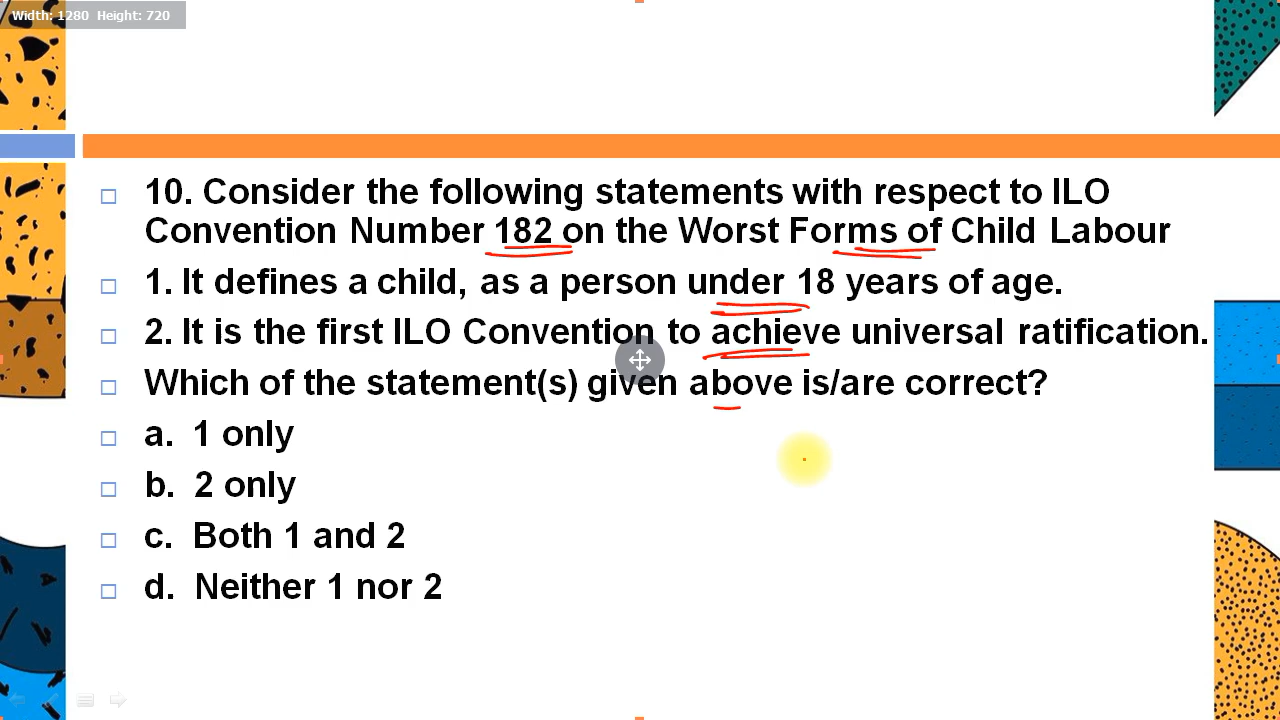 Width: 1280 Height: 720
10. Consider the following statements with respect to ILO
Convention Number 182 on the Worst Forms of Child Labour
1. It defines a child, as a person under 18 years of age.
2. It is the first ILO Convention to achieve universal ratification.
Which of the statement(s) given above is/are correct?
a. 1 only
b. 2 only
c. Both 1 and 2
d. Neither 1 nor 2